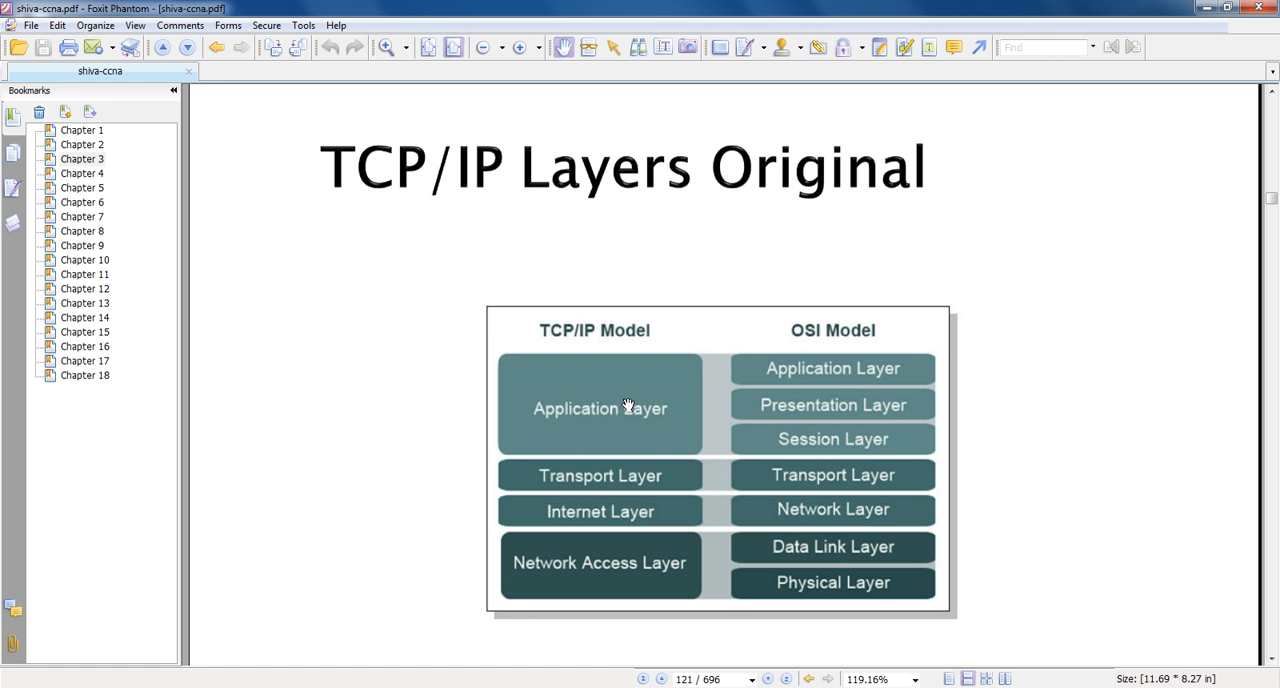 shiva-ccna.pdf - Foxit Phantom - [shiva-ccna.pdf]
File Edit Organize View Comments Forms Secure Tools Help
Find
shiva-ccna
Bookmarks
Chapter 1
Chapter 2
Chapter 3
Chapter 4
Chapter 5
Chapter 6
Chapter 7
Chapter 8
Chapter 9
Chapter 10
Chapter 11
Chapter 12
Chapter 13
Chapter 14
Chapter 15
Chapter 16
Chapter 17
Chapter 18
TCP/IP Layers Original
TCP/IP Model OSI Model
Application Layer
Application Layer
Presentation Layer
Session Layer
Transport Layer Transport Layer
Internet Layer Network Layer
Network Access Layer
Data Link Layer
Physical Layer
121 / 696 119.16% Size: [11.69 * 8.27 in]